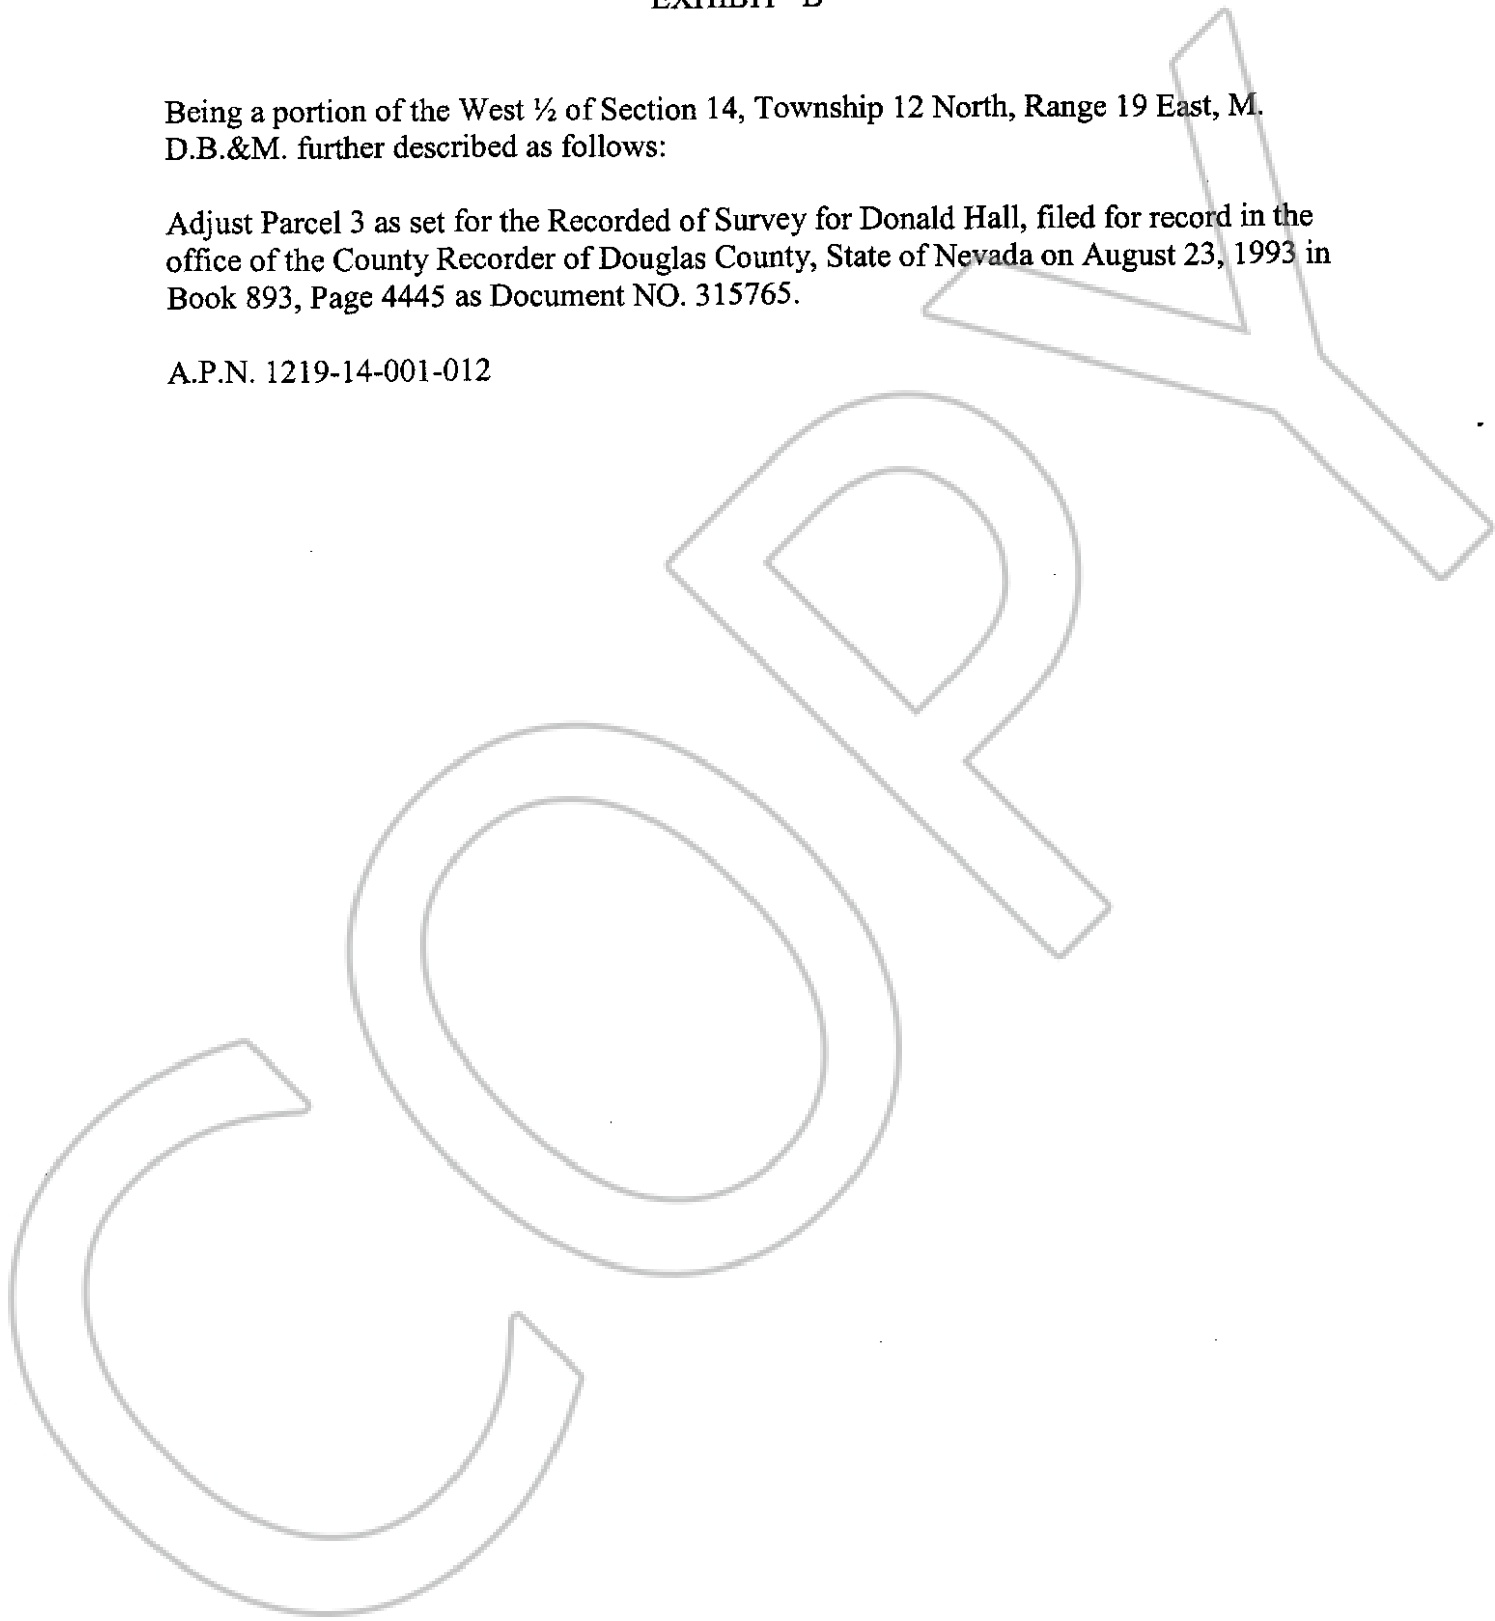 EXHIBIT B
Being a portion of the West ½ of Section 14, Township 12 North, Range 19 East, M.
D.B.&M. further described as follows:
Adjust Parcel 3 as set for the Recorded of Survey for Donald Hall, filed for record in the
office of the County Recorder of Douglas County, State of Nevada on August 23, 1993 in
Book 893, Page 4445 as Document NO. 315765.
A.P.N. 1219-14-001-012
COPY